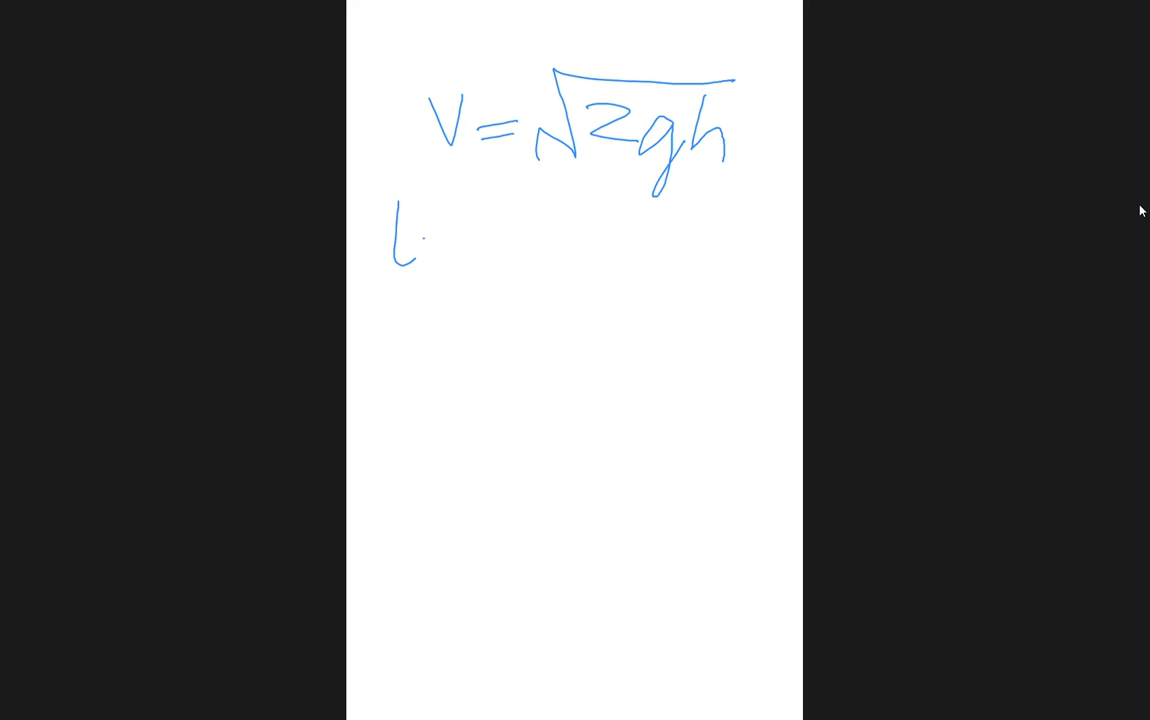 V = √2gh